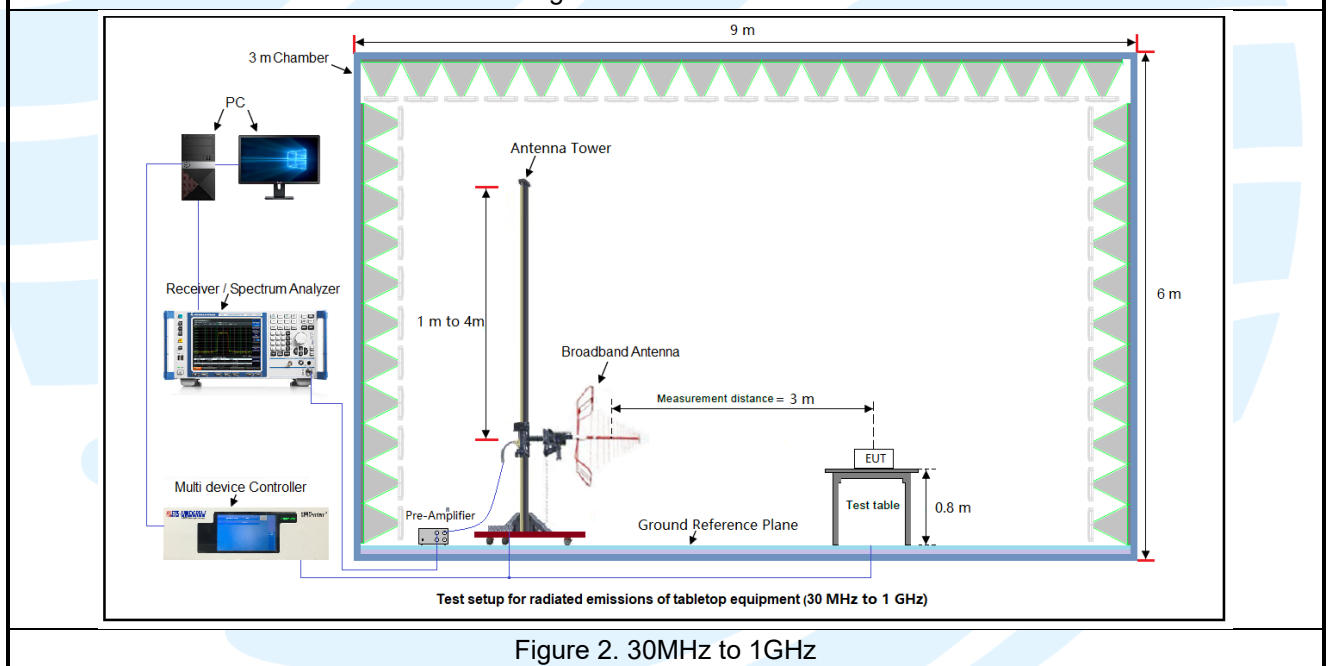 9 m
3 m Chamber
PC
Antenna Tower
Receiver / Spectrum Analyzer
6 m
1 m to 4m
Broadband Antenna
Measurement distance = 3 m
EUT
Multi device Controller
Pre-Amplifier
Test table
0.8 m
Ground Reference Plane
Test setup for radiated emissions of tabletop equipment (30 MHz to 1 GHz)
Figure 2. 30MHz to 1GHz